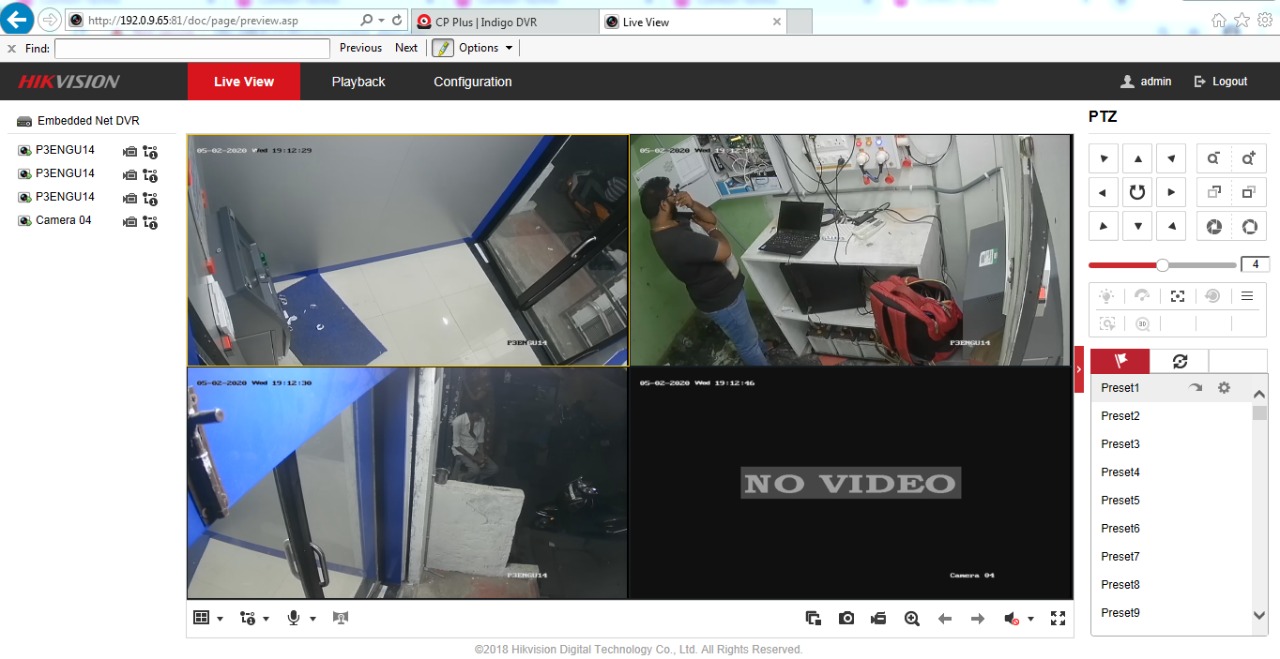 http://192.0.9.65:81/doc/page/preview.asp
CP Plus | Indigo DVR
Live View
Find:
Previous
Next
Options
HIKVISION
Live View
Playback
Configuration
admin
Logout
Embedded Net DVR
P3ENGU14
P3ENGU14
P3ENGU14
Camera 04
05-02-2020 Wed 19:12:29
P3ENGU14
05-02-2020 Wed 19:12:30
P3ENGU14
05-02-2020 Wed 19:12:30
P3ENGU14
05-02-2020 Wed 19:12:46
NO VIDEO
Camera 04
PTZ
4
3D
Preset1
Preset2
Preset3
Preset4
Preset5
Preset6
Preset7
Preset8
Preset9
©2018 Hikvision Digital Technology Co., Ltd. All Rights Reserved.